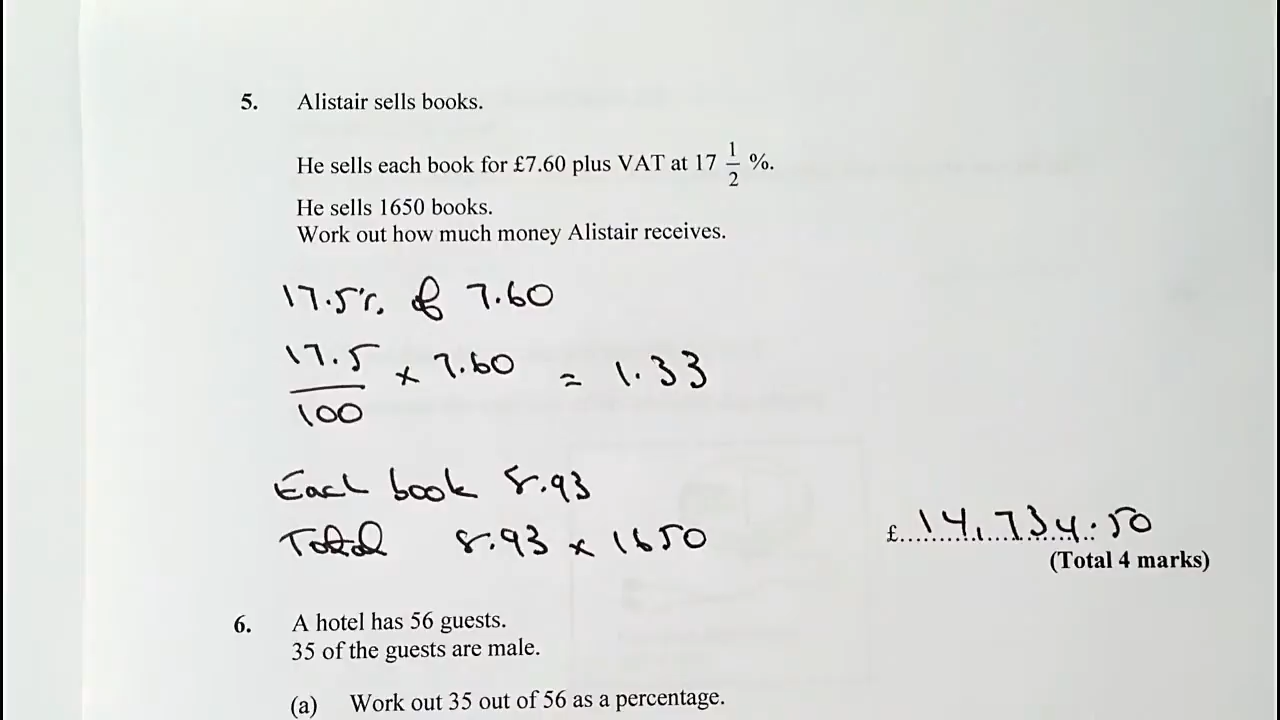 5. Alistair sells books.
He sells each book for £7.60 plus VAT at 17 1/2 %.
He sells 1650 books.
Work out how much money Alistair receives.
17.5% of 7.60
17.5/100 × 7.60 = 1.33
Each book 8.93
Total 8.93 × 1650
£ 14,734.50
(Total 4 marks)
6. A hotel has 56 guests.
35 of the guests are male.
(a) Work out 35 out of 56 as a percentage.